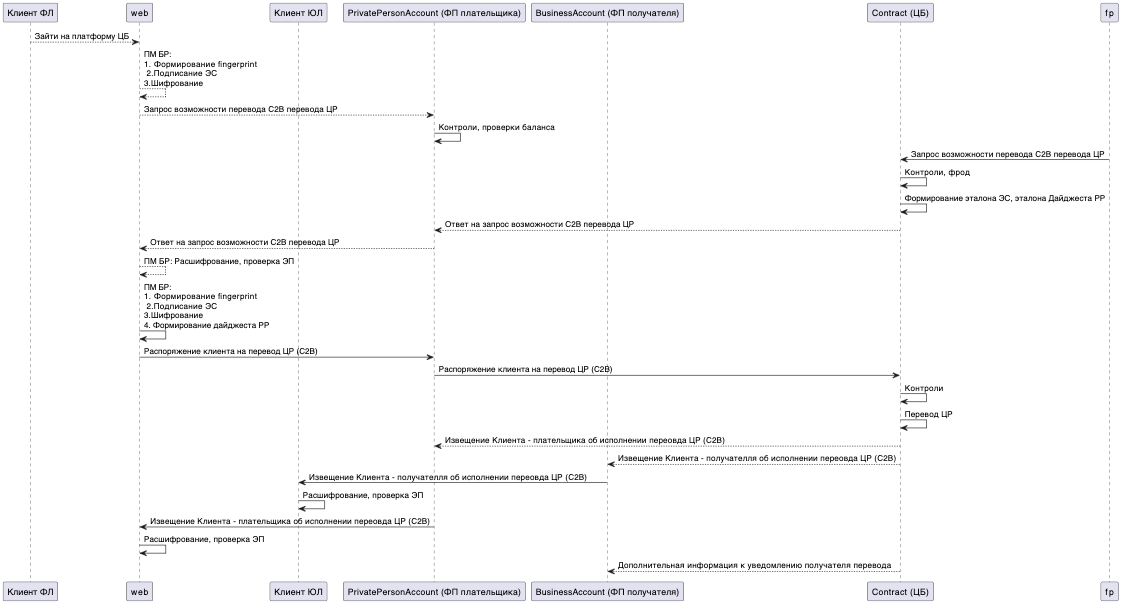 Клиент ФЛ
web
Клиент ЮЛ
PrivatePersonAccount (ФП плательщика)
BusinessAccount (ФП получателя)
Contract (ЦБ)
fp
Зайти на платформу ЦБ
ПМ БР:
1. Формирование fingerprint
2.Подписание ЭС
3.Шифрование
Запрос возможности перевода C2B перевода ЦР
Контроли, проверки баланса
Запрос возможности перевода C2B перевода ЦР
Контроли, фрод
Формирование эталона ЭС, эталона Дайджеста РР
Ответ на запрос возможности C2B перевода ЦР
Ответ на запрос возможности C2B перевода ЦР
ПМ БР: Расшифрование, проверка ЭП
ПМ БР:
1. Формирование fingerprint
2.Подписание ЭС
3.Шифрование
4. Формирование дайджеста РР
Распоряжение клиента на перевод ЦР (C2B)
Распоряжение клиента на перевод ЦР (C2B)
Контроли
Перевод ЦР
Извещение Клиента - плательщика об исполнении переовда ЦР (C2B)
Извещение Клиента - получателля об исполнении переовда ЦР (C2B)
Извещение Клиента - получателля об исполнении переовда ЦР (C2B)
Расшифрование, проверка ЭП
Извещение Клиента - плательщика об исполнении переовда ЦР (C2B)
Расшифрование, проверка ЭП
Дополнительная информация к уведомлению получателя перевода
Клиент ФЛ
web
Клиент ЮЛ
PrivatePersonAccount (ФП плательщика)
BusinessAccount (ФП получателя)
Contract (ЦБ)
fp